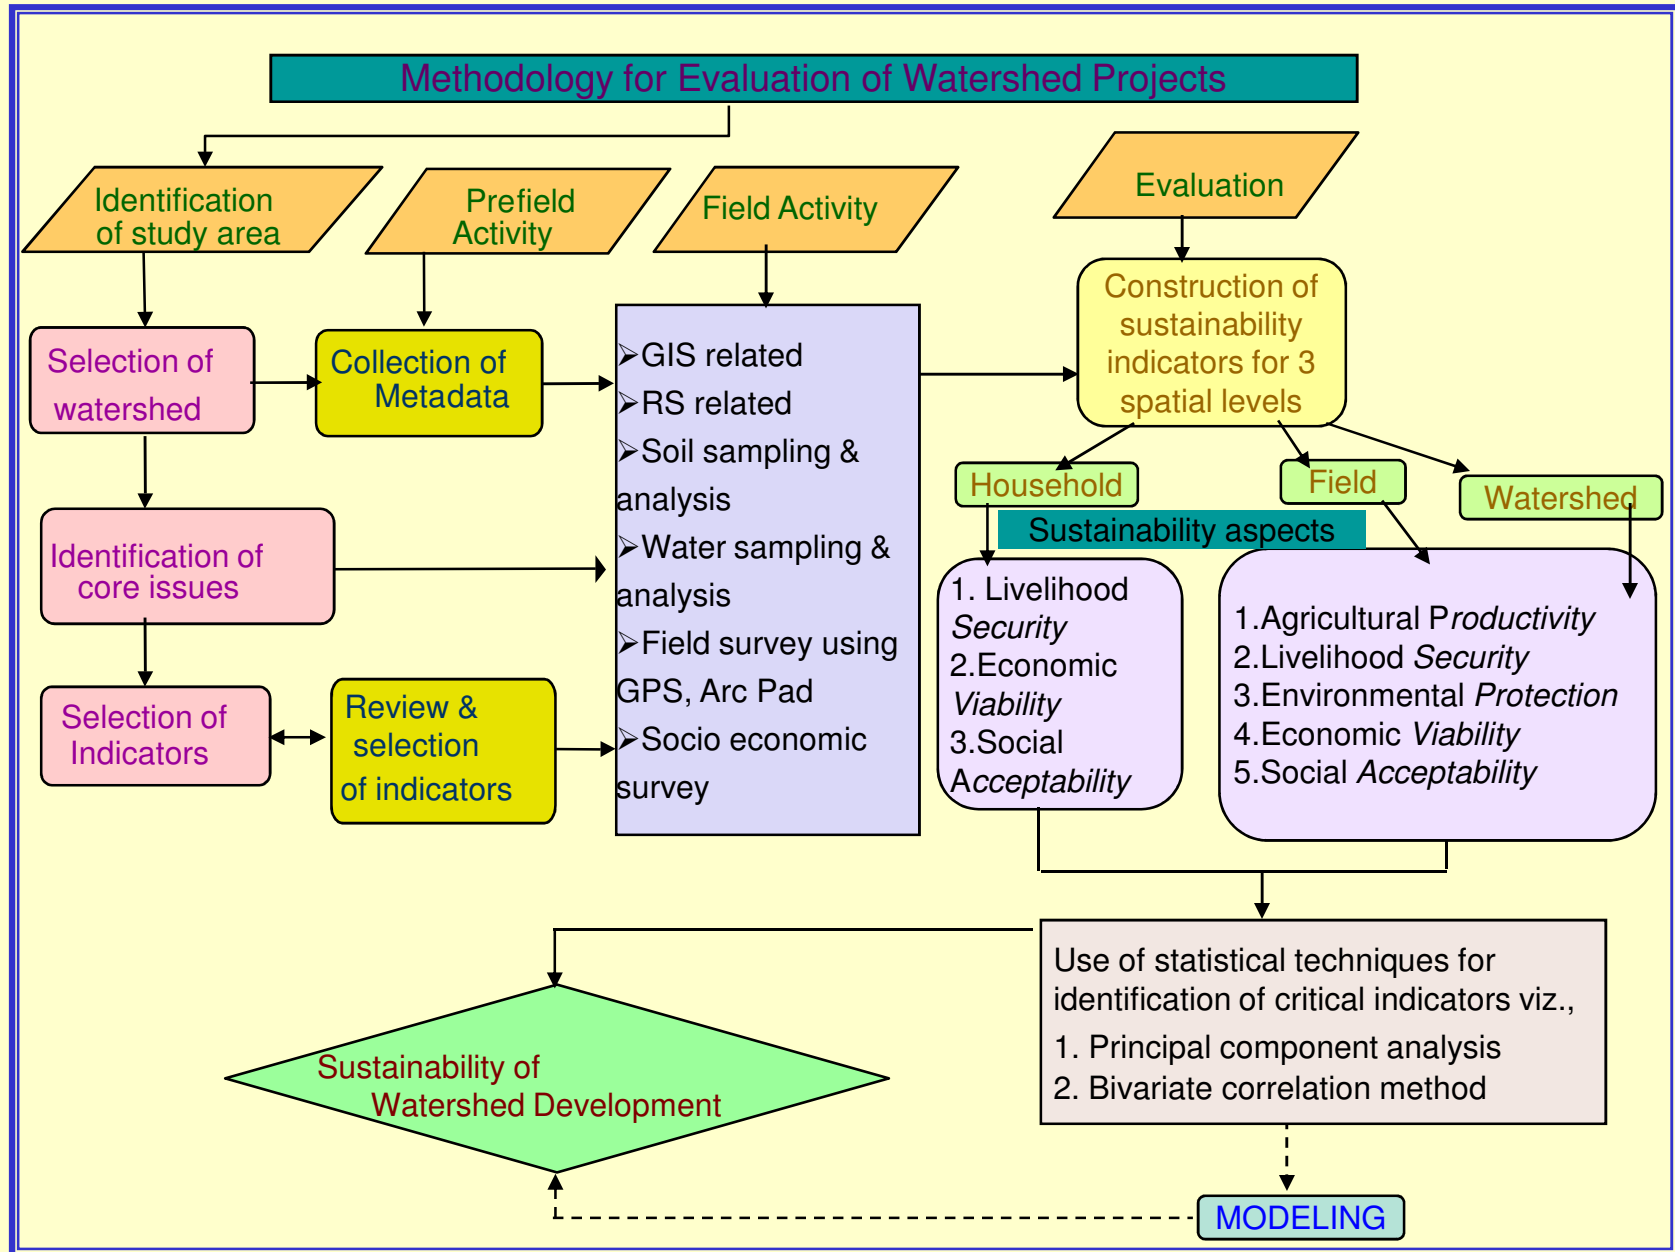 Methodology for Evaluation of Watershed Projects
Identification
of study area
Prefield
Activity
Field Activity
Evaluation
Selection of
watershed
Collection of
Metadata
Identification of
core issues
Selection of
Indicators
Review &
selection
of indicators
➢GIS related
➢RS related
➢Soil sampling &
analysis
➢Water sampling &
analysis
➢Field survey using
GPS, Arc Pad
➢Socio economic
survey
Construction of
sustainability
indicators for 3
spatial levels
Household
Field
Watershed
Sustainability aspects
1. Livelihood
Security
2.Economic
Viability
3.Social
Acceptability
1.Agricultural Productivity
2.Livelihood Security
3.Environmental Protection
4.Economic Viability
5.Social Acceptability
Use of statistical techniques for
identification of critical indicators viz.,
1. Principal component analysis
2. Bivariate correlation method
Sustainability of
Watershed Development
MODELING